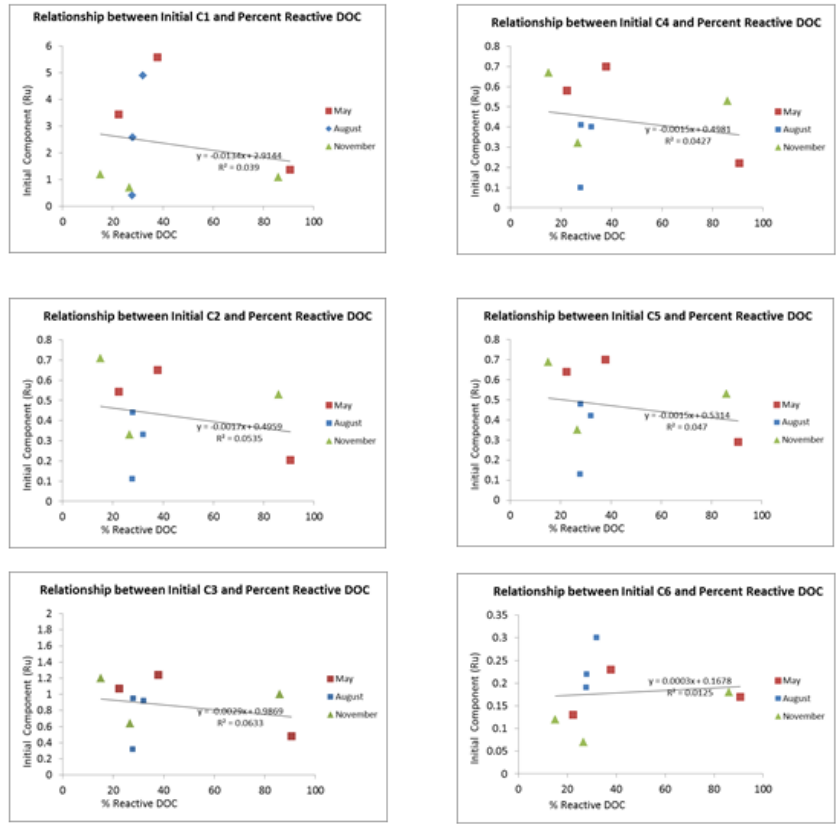 Relationship between Initial C1 and Percent Reactive DOC
6
5
4
3
2
1
0
Initial Component (Ru)
y = -0.0134x + 2.9144
R² = 0.039
0 20 40 60 80 100
% Reactive DOC
May
August
November
Relationship between Initial C4 and Percent Reactive DOC
0.8
0.7
0.6
0.5
0.4
0.3
0.2
0.1
0
Initial Component (Ru)
y = -0.0015x + 0.4981
R² = 0.0427
0 20 40 60 80 100
% Reactive DOC
May
August
November
Relationship between Initial C2 and Percent Reactive DOC
0.8
0.7
0.6
0.5
0.4
0.3
0.2
0.1
0
Initial Component (Ru)
y = -0.0017x + 0.4959
R² = 0.0535
0 20 40 60 80 100
% Reactive DOC
May
August
November
Relationship between Initial C5 and Percent Reactive DOC
0.8
0.7
0.6
0.5
0.4
0.3
0.2
0.1
0
Initial Component (Ru)
y = -0.0015x + 0.5314
R² = 0.047
0 20 40 60 80 100
% Reactive DOC
May
August
November
Relationship between Initial C3 and Percent Reactive DOC
2
1.8
1.6
1.4
1.2
1
0.8
0.6
0.4
0.2
0
Initial Component (Ru)
y = -0.0029x + 0.9869
R² = 0.0633
0 20 40 60 80 100
% Reactive DOC
May
August
November
Relationship between Initial C6 and Percent Reactive DOC
0.35
0.3
0.25
0.2
0.15
0.1
0.05
0
Initial Component (Ru)
y = 0.0003x + 0.1678
R² = 0.0125
0 20 40 60 80 100
% Reactive DOC
May
August
November